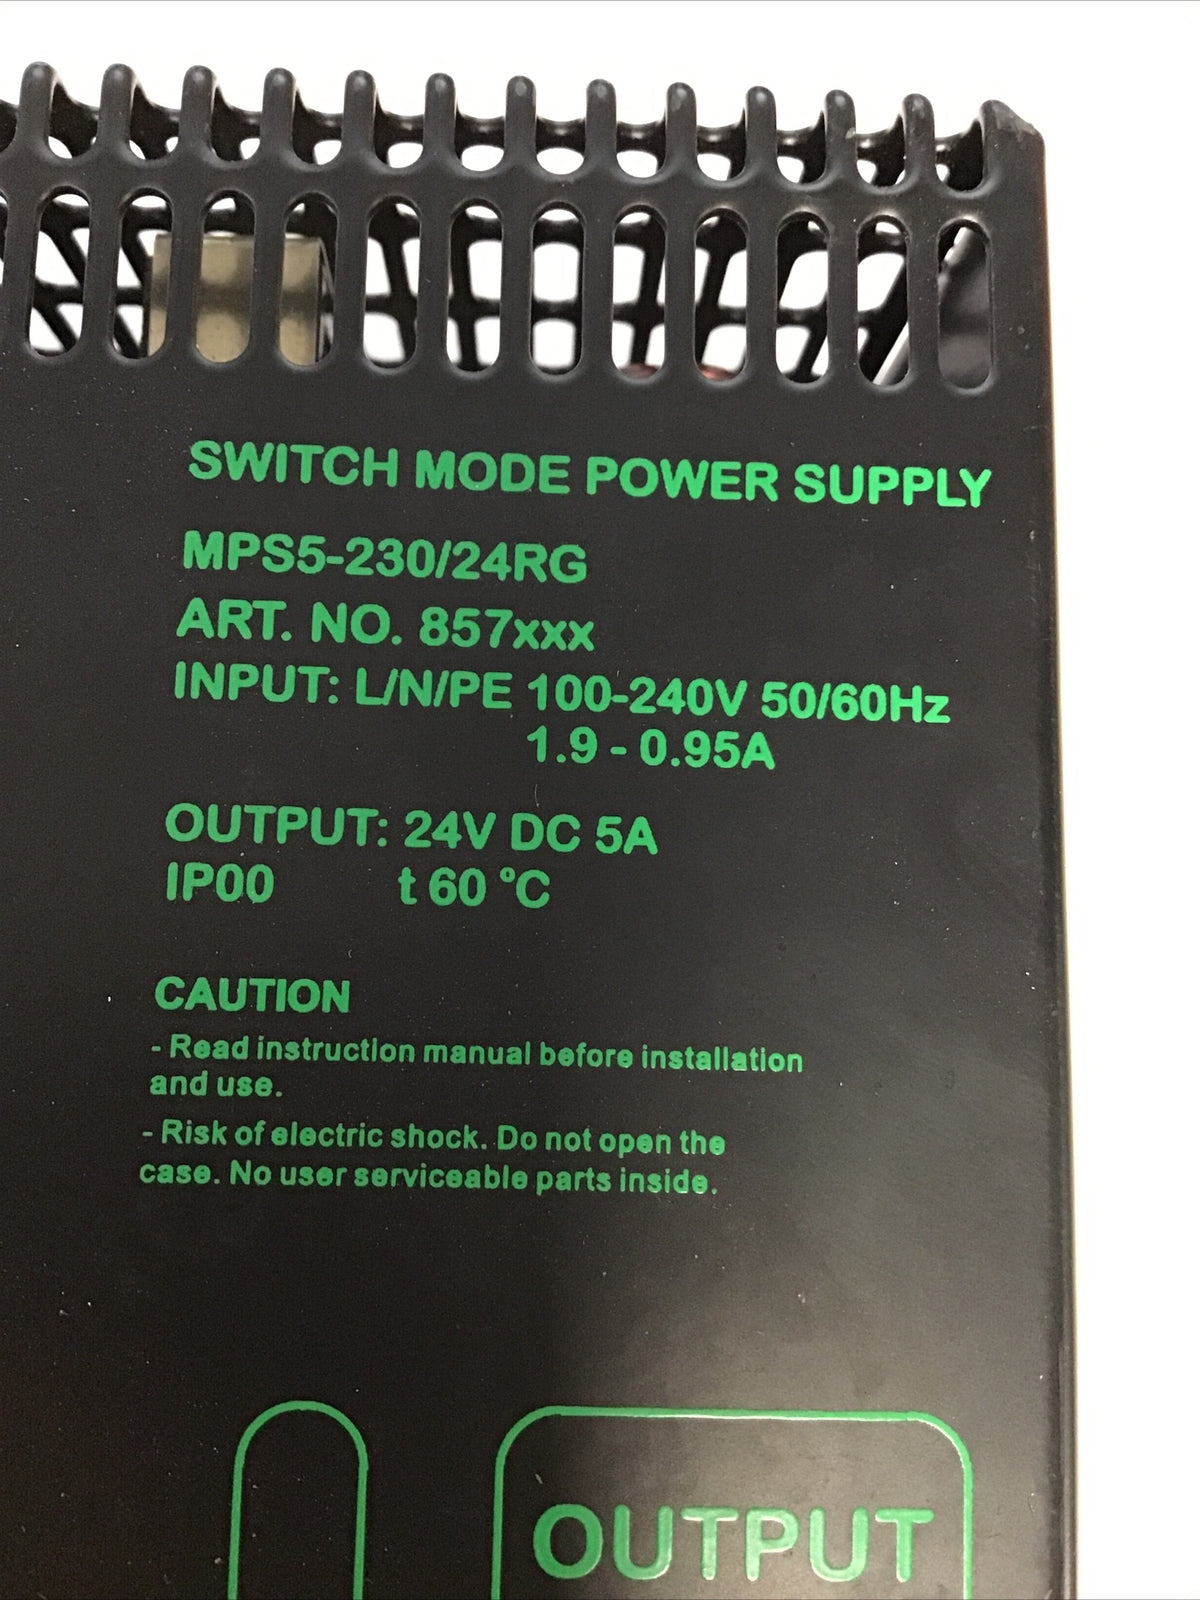 SWITCH MODE POWER SUPPLY
MPS5-230/24RG
ART. NO. 857xxx
INPUT: L/N/PE 100-240V 50/60Hz
1.9 - 0.95A
OUTPUT: 24V DC 5A
IP00 t 60 °C
CAUTION
- Read instruction manual before installation
and use.
- Risk of electric shock. Do not open the
case. No user serviceable parts inside.
OUTPUT